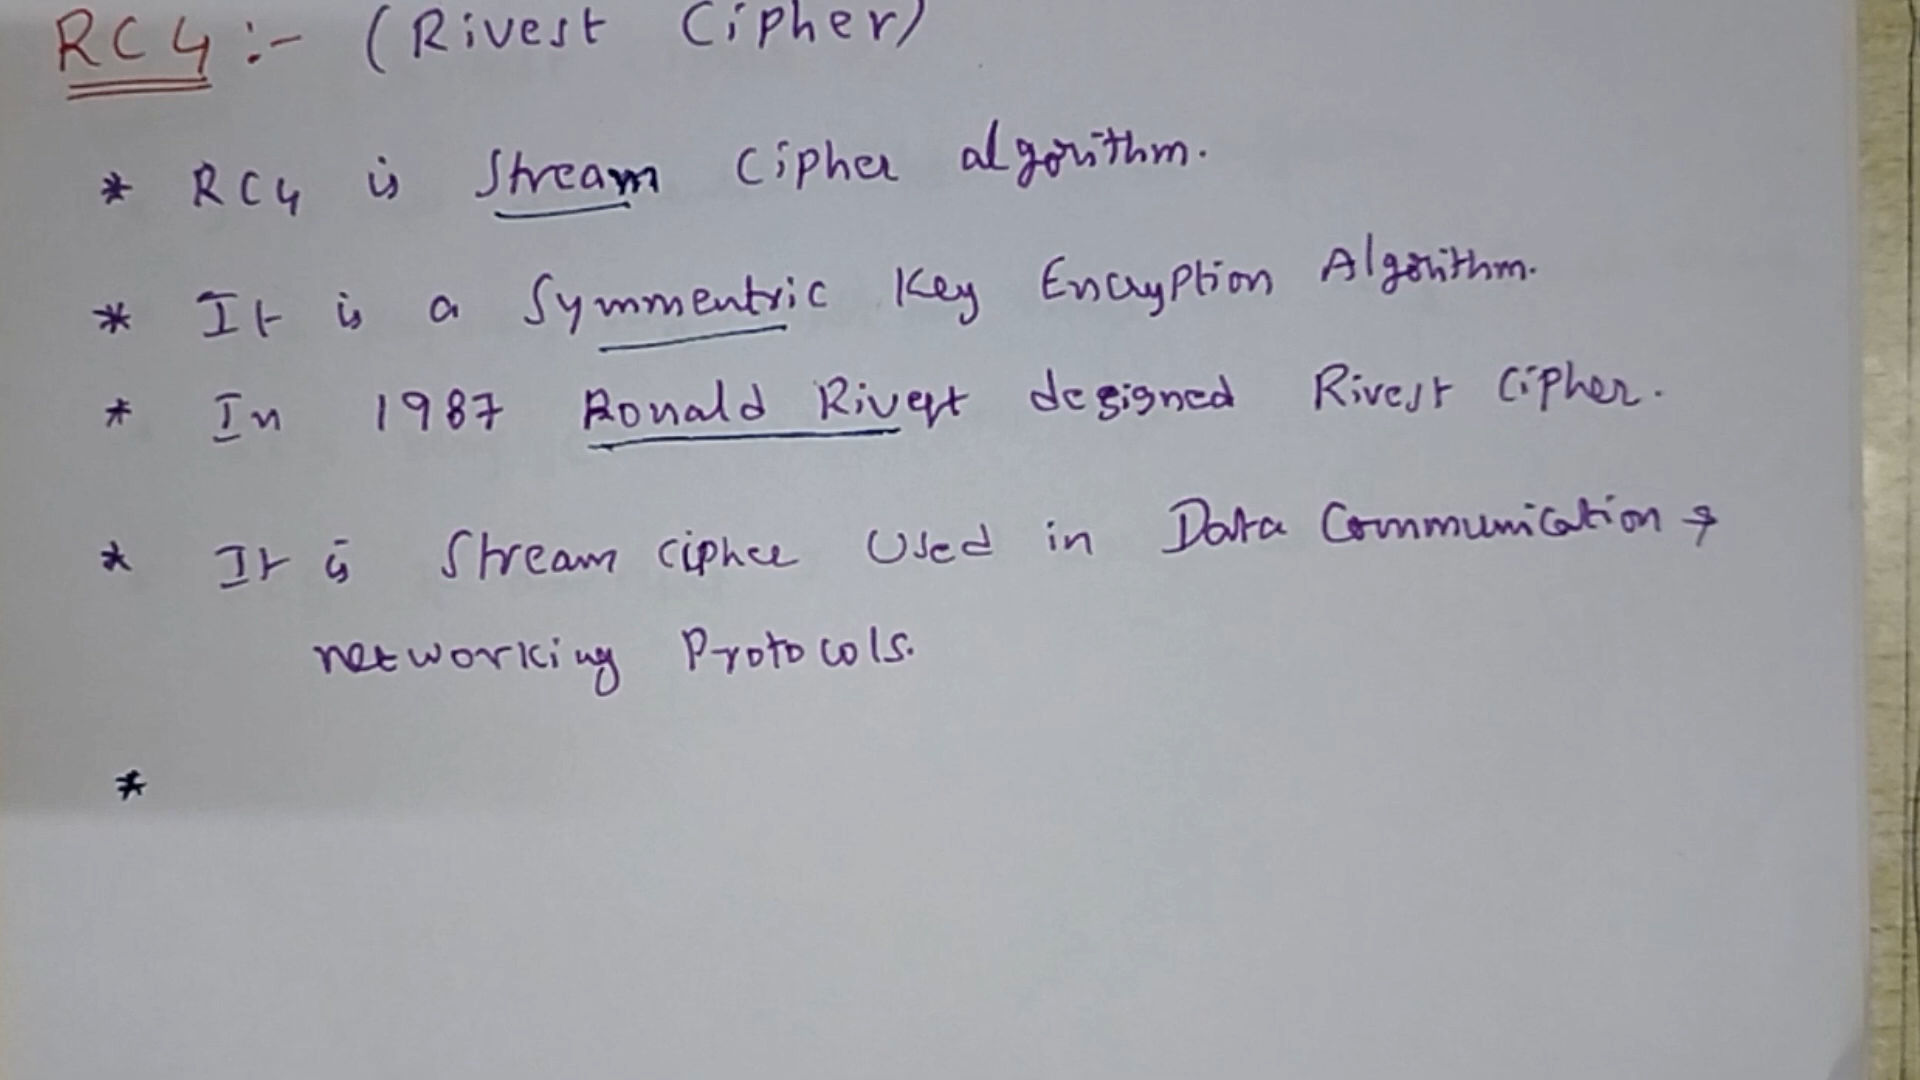 RC4 :- (Rivest Cipher)
* RC4 is Stream Cipher algorithm.
* It is a Symmentric Key Encryption Algorithm.
* In 1987 Ronald Rivest designed Rivest Cipher.
* It is Stream cipher Used in Data Communication &
networking Protocols.
*